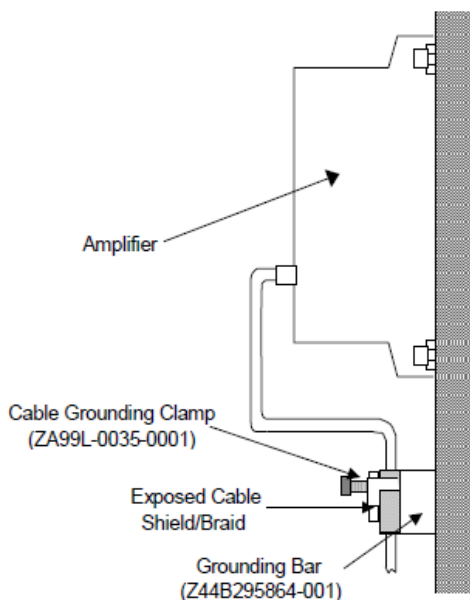 Amplifier
Cable Grounding Clamp
(ZA99L-0035-0001)
Exposed Cable
Shield/Braid
Grounding Bar
(Z44B295864-001)